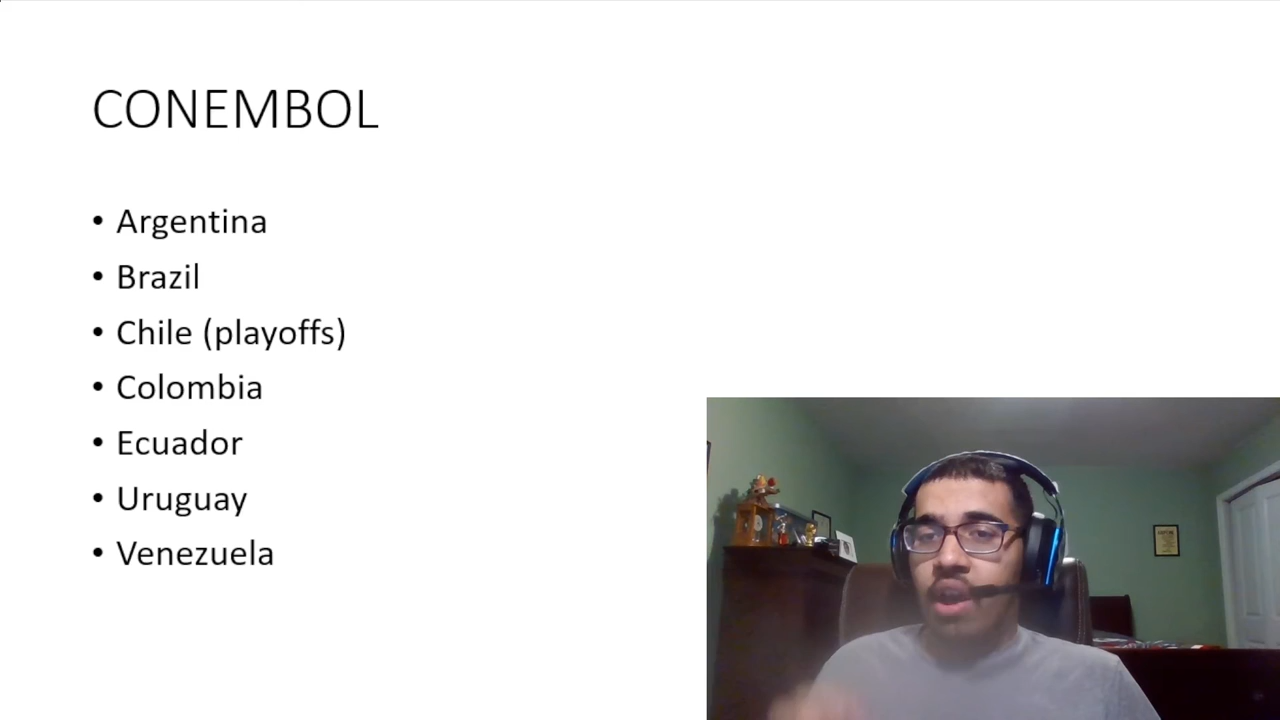 CONEMBOL
• Argentina
• Brazil
• Chile (playoffs)
• Colombia
• Ecuador
• Uruguay
• Venezuela